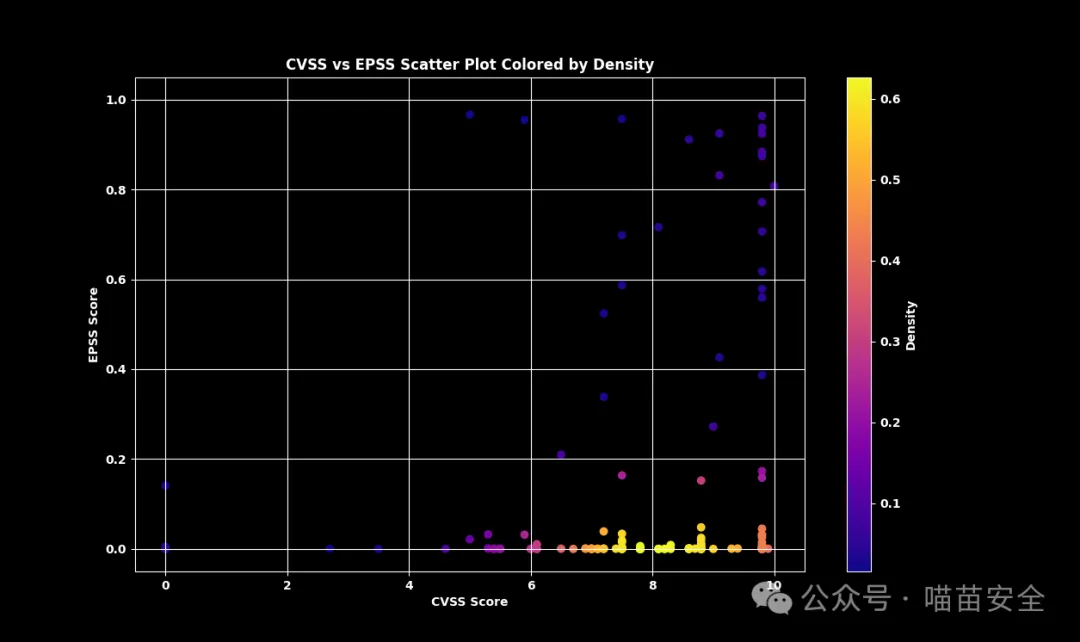 CVSS vs EPSS Scatter Plot Colored by Density
1.0
0.8
0.6
0.4
0.2
0.0
EPSS Score
0 2 4 6 8 10
CVSS Score
0.6
0.5
0.4
0.3
0.2
0.1
Density
公众号 · 喵苗安全